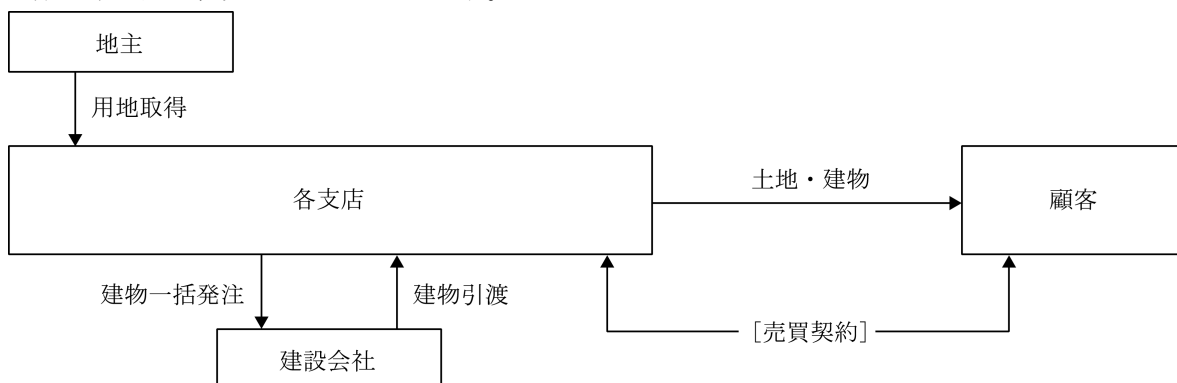 地主
用地取得
各支店
土地・建物
顧客
建物一括発注
建物引渡
[売買契約]
建設会社